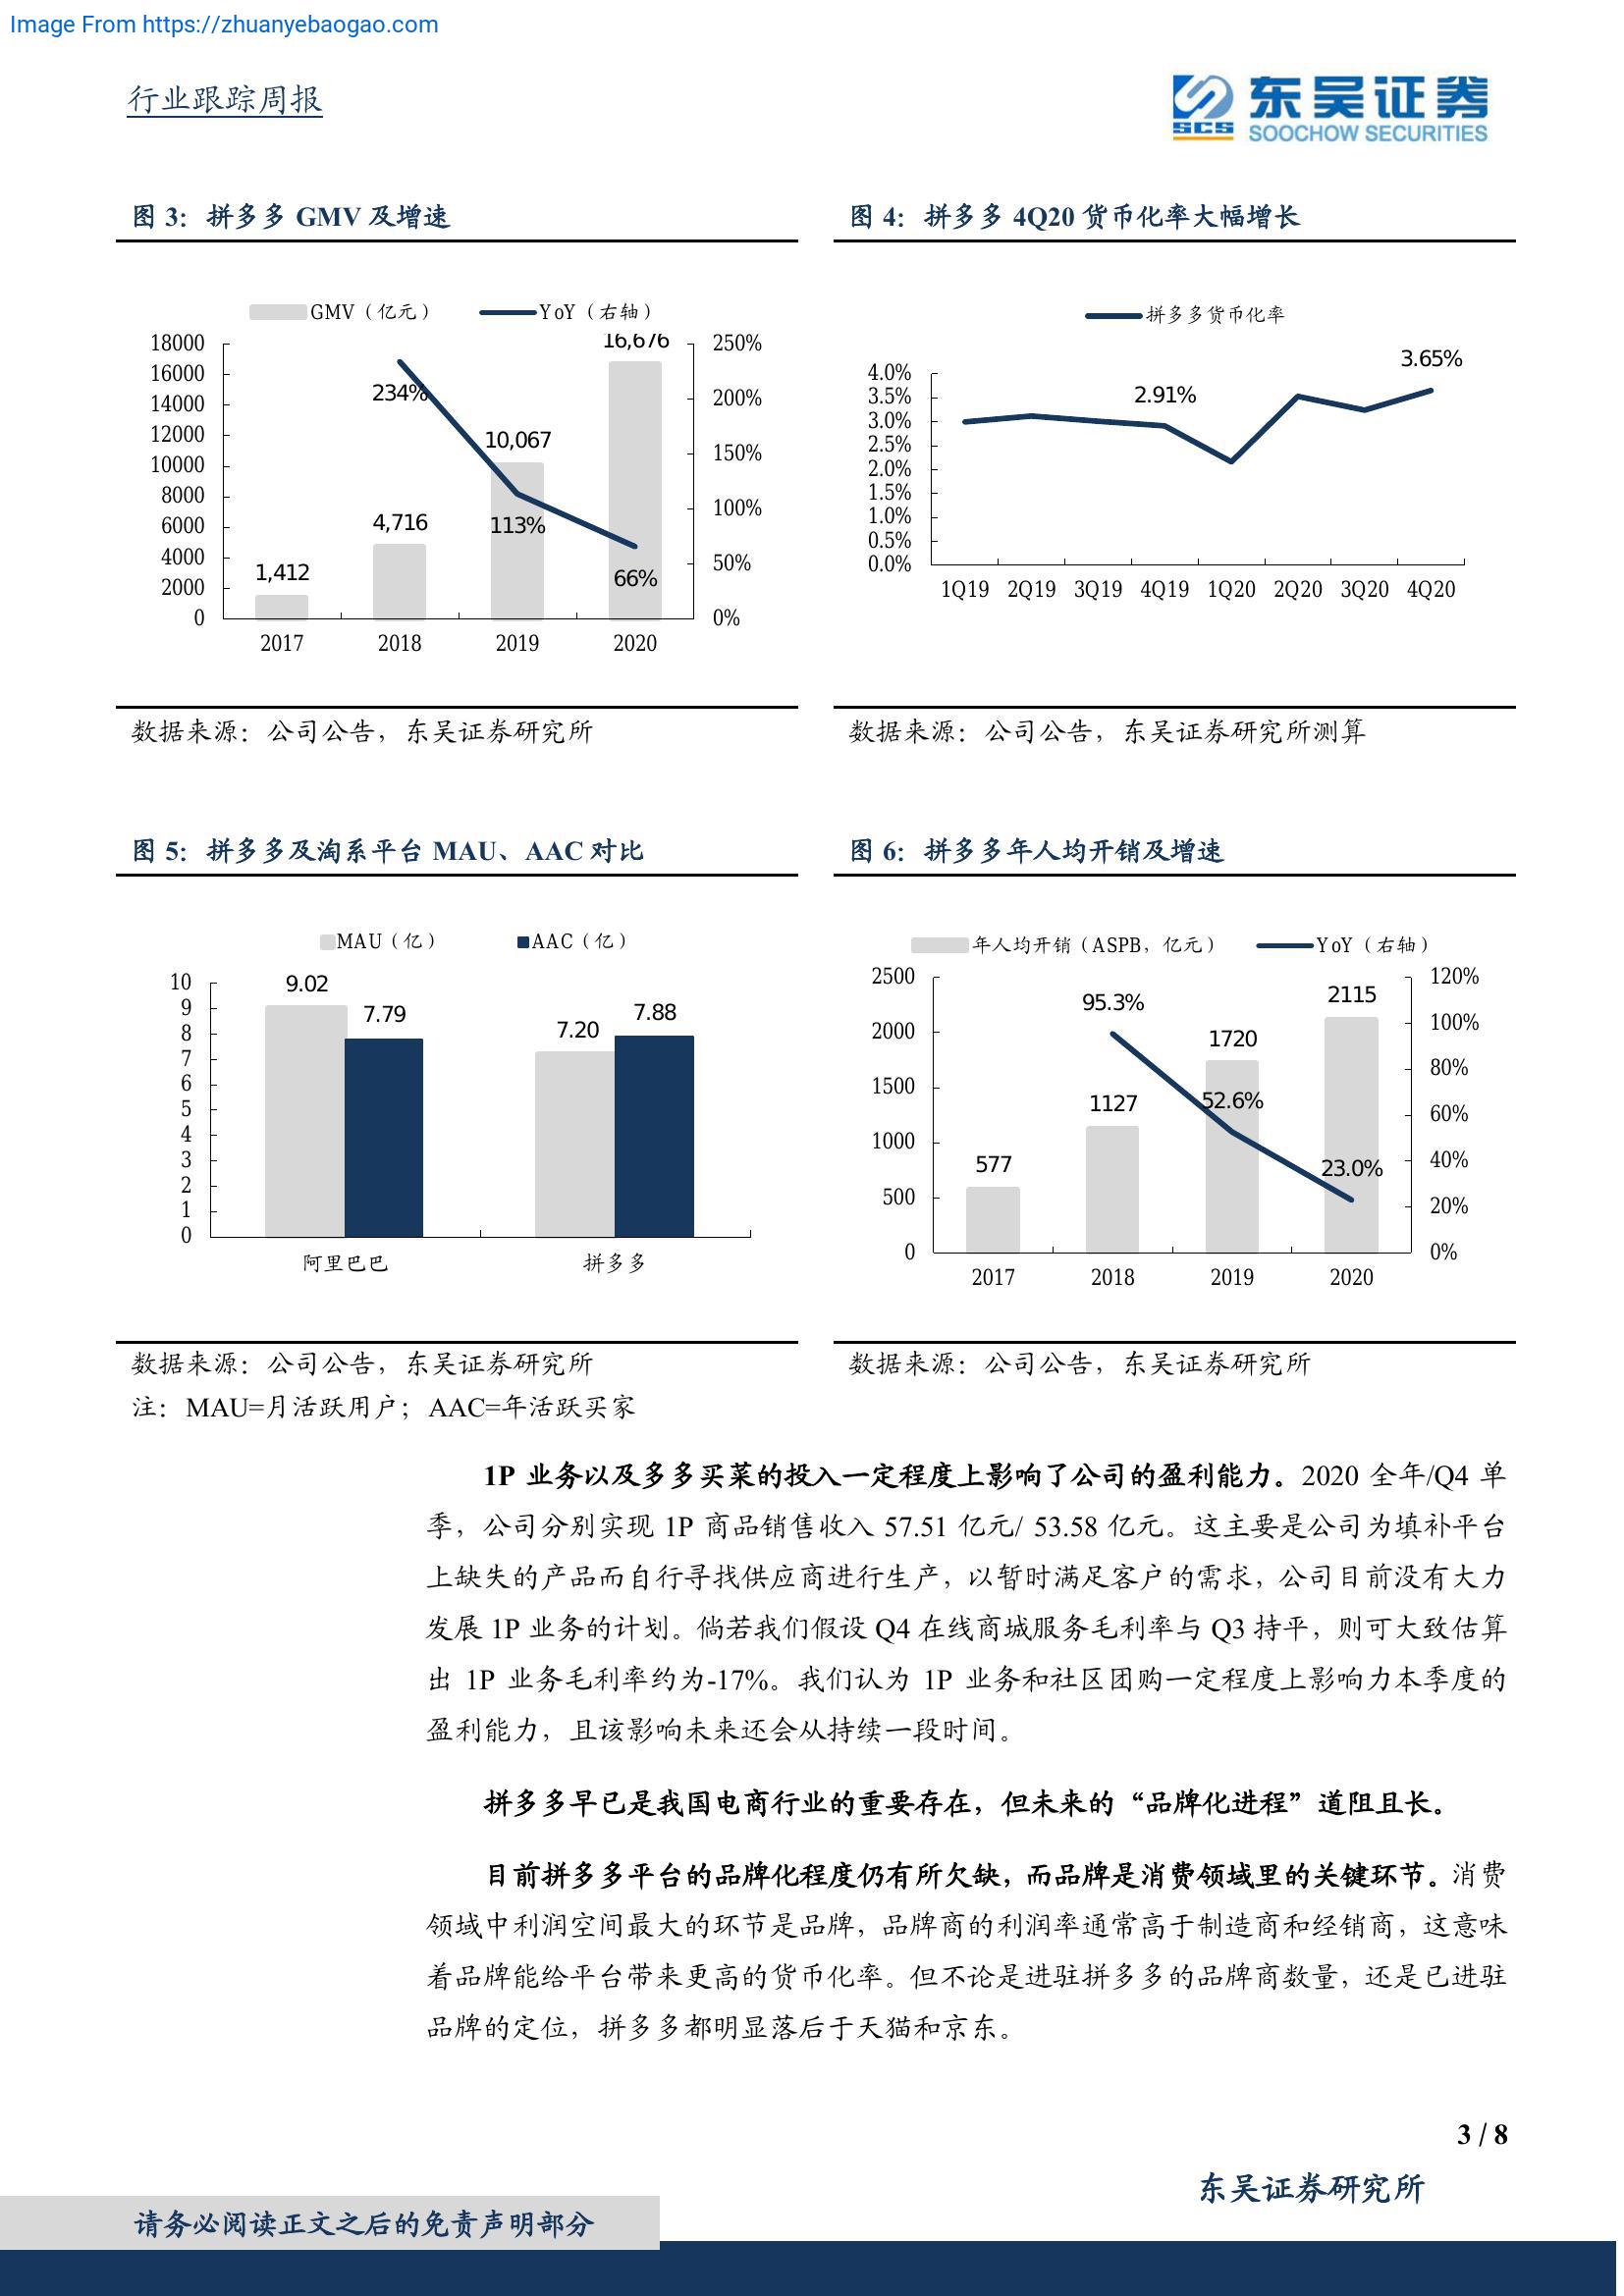 Image From https://zhuanyebaogao.com
行业跟踪周报
SCS
东吴证券
SOOCHOW SECURITIES
图 3：拼多多 GMV 及增速
GMV（亿元）
YoY（右轴）
18000
16000
14000
12000
10000
8000
6000
4000
2000
0
250%
200%
150%
100%
50%
0%
1,412
4,716
10,067
16,676
234%
113%
66%
2017 2018 2019 2020
数据来源：公司公告，东吴证券研究所
图 4：拼多多 4Q20 货币化率大幅增长
拼多多货币化率
4.0%
3.5%
3.0%
2.5%
2.0%
1.5%
1.0%
0.5%
0.0%
2.91%
3.65%
1Q19 2Q19 3Q19 4Q19 1Q20 2Q20 3Q20 4Q20
数据来源：公司公告，东吴证券研究所测算
图 5：拼多多及淘系平台 MAU、AAC 对比
MAU（亿）
AAC（亿）
10
9
8
7
6
5
4
3
2
1
0
9.02
7.79
7.20
7.88
阿里巴巴 拼多多
数据来源：公司公告，东吴证券研究所
注：MAU=月活跃用户；AAC=年活跃买家
图 6：拼多多年人均开销及增速
年人均开销（ASPB，亿元）
YoY（右轴）
2500
2000
1500
1000
500
0
120%
100%
80%
60%
40%
20%
0%
577
1127
1720
2115
95.3%
52.6%
23.0%
2017 2018 2019 2020
数据来源：公司公告，东吴证券研究所
1P 业务以及多多买菜的投入一定程度上影响了公司的盈利能力。2020 全年/Q4 单
季，公司分别实现 1P 商品销售收入 57.51 亿元/ 53.58 亿元。这主要是公司为填补平台
上缺失的产品而自行寻找供应商进行生产，以暂时满足客户的需求，公司目前没有大力
发展 1P 业务的计划。倘若我们假设 Q4 在线商城服务毛利率与 Q3 持平，则可大致估算
出 1P 业务毛利率约为-17%。我们认为 1P 业务和社区团购一定程度上影响力本季度的
盈利能力，且该影响未来还会从持续一段时间。
拼多多早已是我国电商行业的重要存在，但未来的“品牌化进程”道阻且长。
目前拼多多平台的品牌化程度仍有所欠缺，而品牌是消费领域里的关键环节。消费
领域中利润空间最大的环节是品牌，品牌商的利润率通常高于制造商和经销商，这意味
着品牌能给平台带来更高的货币化率。但不论是进驻拼多多的品牌商数量，还是已进驻
品牌的定位，拼多多都明显落后于天猫和京东。
3 / 8
东吴证券研究所
请务必阅读正文之后的免责声明部分